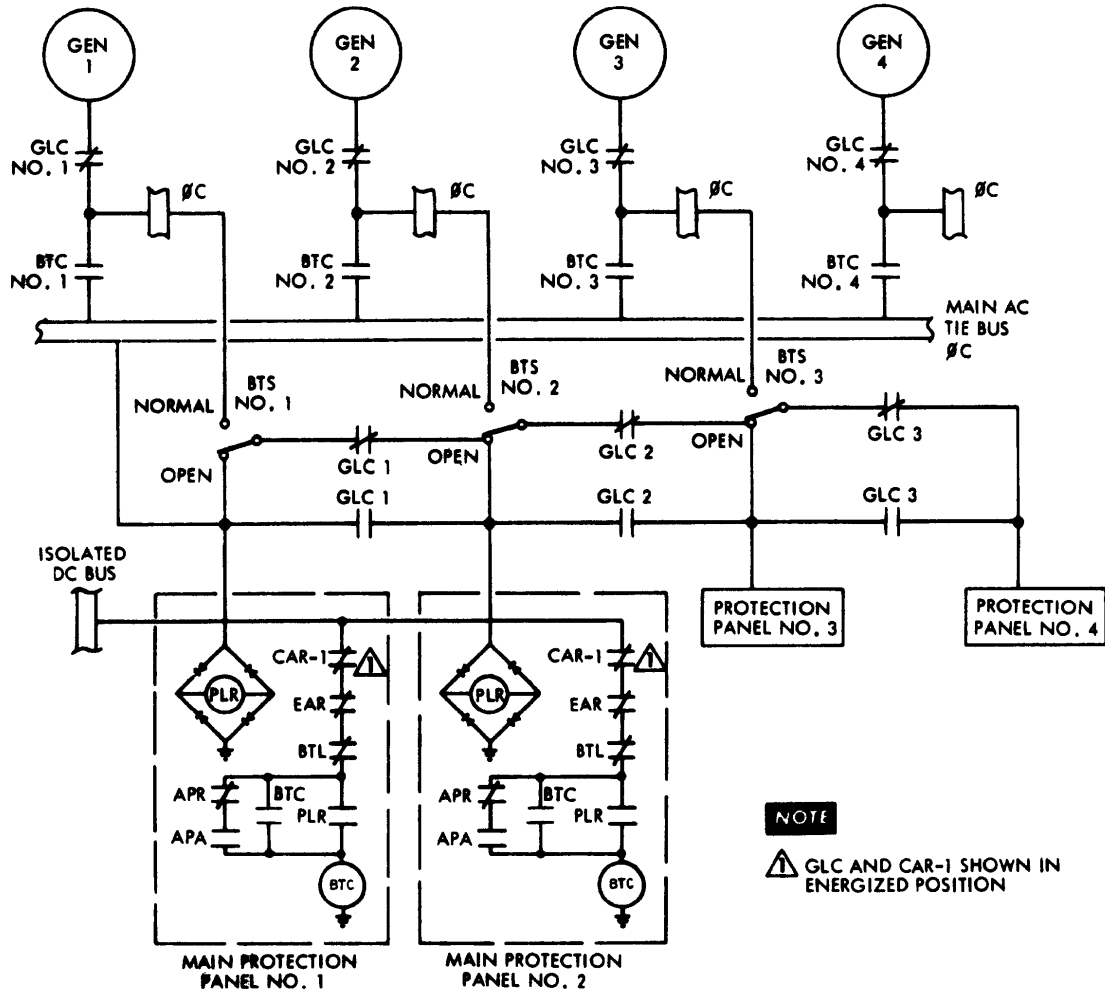 GEN 1
GEN 2
GEN 3
GEN 4
GLC NO. 1
GLC NO. 2
GLC NO. 3
GLC NO. 4
ØC
ØC
ØC
ØC
BTC NO. 1
BTC NO. 2
BTC NO. 3
BTC NO. 4
MAIN AC
TIE BUS
ØC
NORMAL
BTS NO. 1
OPEN
NORMAL
BTS NO. 2
OPEN
NORMAL
BTS NO. 3
OPEN
GLC 1
GLC 2
GLC 3
GLC 1
GLC 2
GLC 3
ISOLATED
DC BUS
PROTECTION
PANEL NO. 3
PROTECTION
PANEL NO. 4
PLR
CAR-1
1
EAR
BTL
APR
BTC
PLR
APA
BTC
PLR
CAR-1
1
EAR
BTL
APR
BTC
PLR
APA
BTC
MAIN PROTECTION
PANEL NO. 1
MAIN PROTECTION
PANEL NO. 2
NOTE
1 GLC AND CAR-1 SHOWN IN
ENERGIZED POSITION